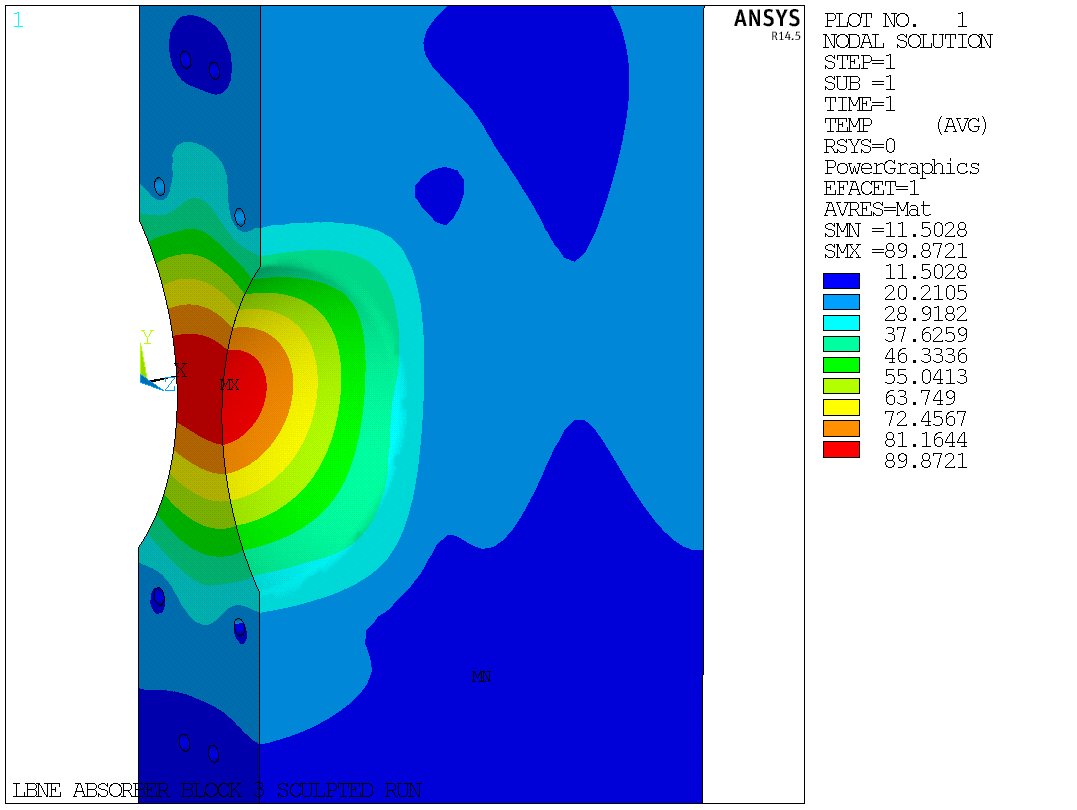 1
ANSYS
R14.5
PLOT NO. 1
NODAL SOLUTION
STEP=1
SUB =1
TIME=1
TEMP (AVG)
RSYS=0
PowerGraphics
EFACET=1
AVRES=Mat
SMN =11.5028
SMX =89.8721
11.5028
20.2105
28.9182
37.6259
46.3336
55.0413
63.749
72.4567
81.1644
89.8721
Y
X
Z
MX
MN
LBNE ABSORBER BLOCK 3 SCULPTED RUN